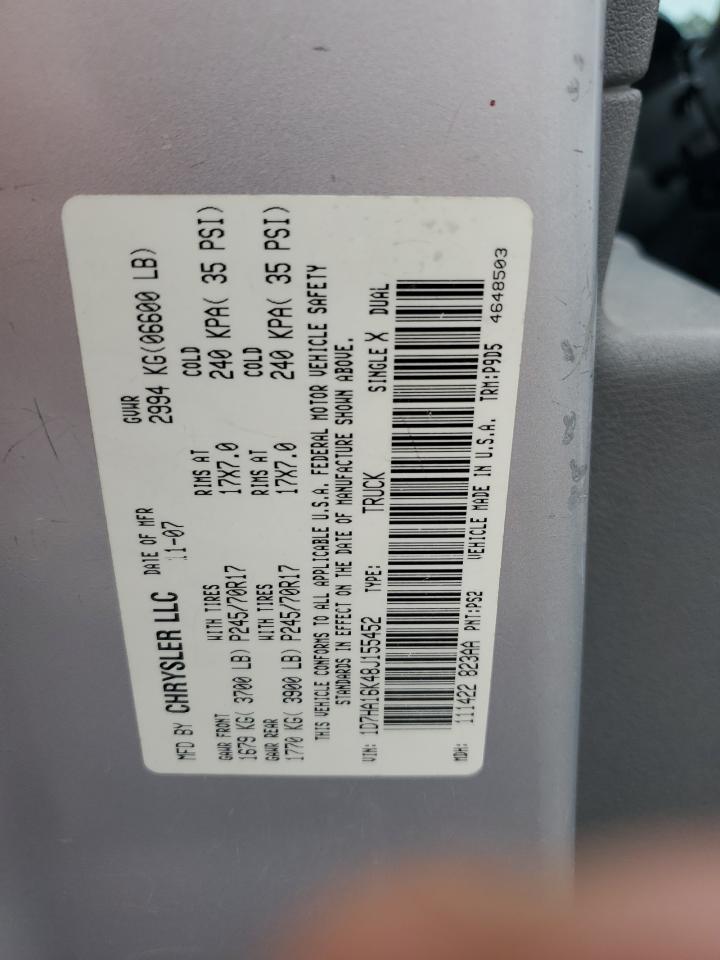 MFD BY CHRYSLER LLC DATE OF MFR 11-07 GVWR 2994 KG(06600 LB)
GAWR FRONT WITH TIRES RIMS AT COLD
1679 KG( 3700 LB) P245/70R17 17X7.0 240 KPA( 35 PSI)
GAWR REAR WITH TIRES RIMS AT COLD
1770 KG( 3900 LB) P245/70R17 17X7.0 240 KPA( 35 PSI)
THIS VEHICLE CONFORMS TO ALL APPLICABLE U.S.A. FEDERAL MOTOR VEHICLE SAFETY
STANDARDS IN EFFECT ON THE DATE OF MANUFACTURE SHOWN ABOVE.
VIN: 1D7HA16K48J155452 TYPE: TRUCK SINGLE X DUAL
MDH: 111422 823AA PNT:PS2 VEHICLE MADE IN U.S.A. TRM:P9D5
4648503